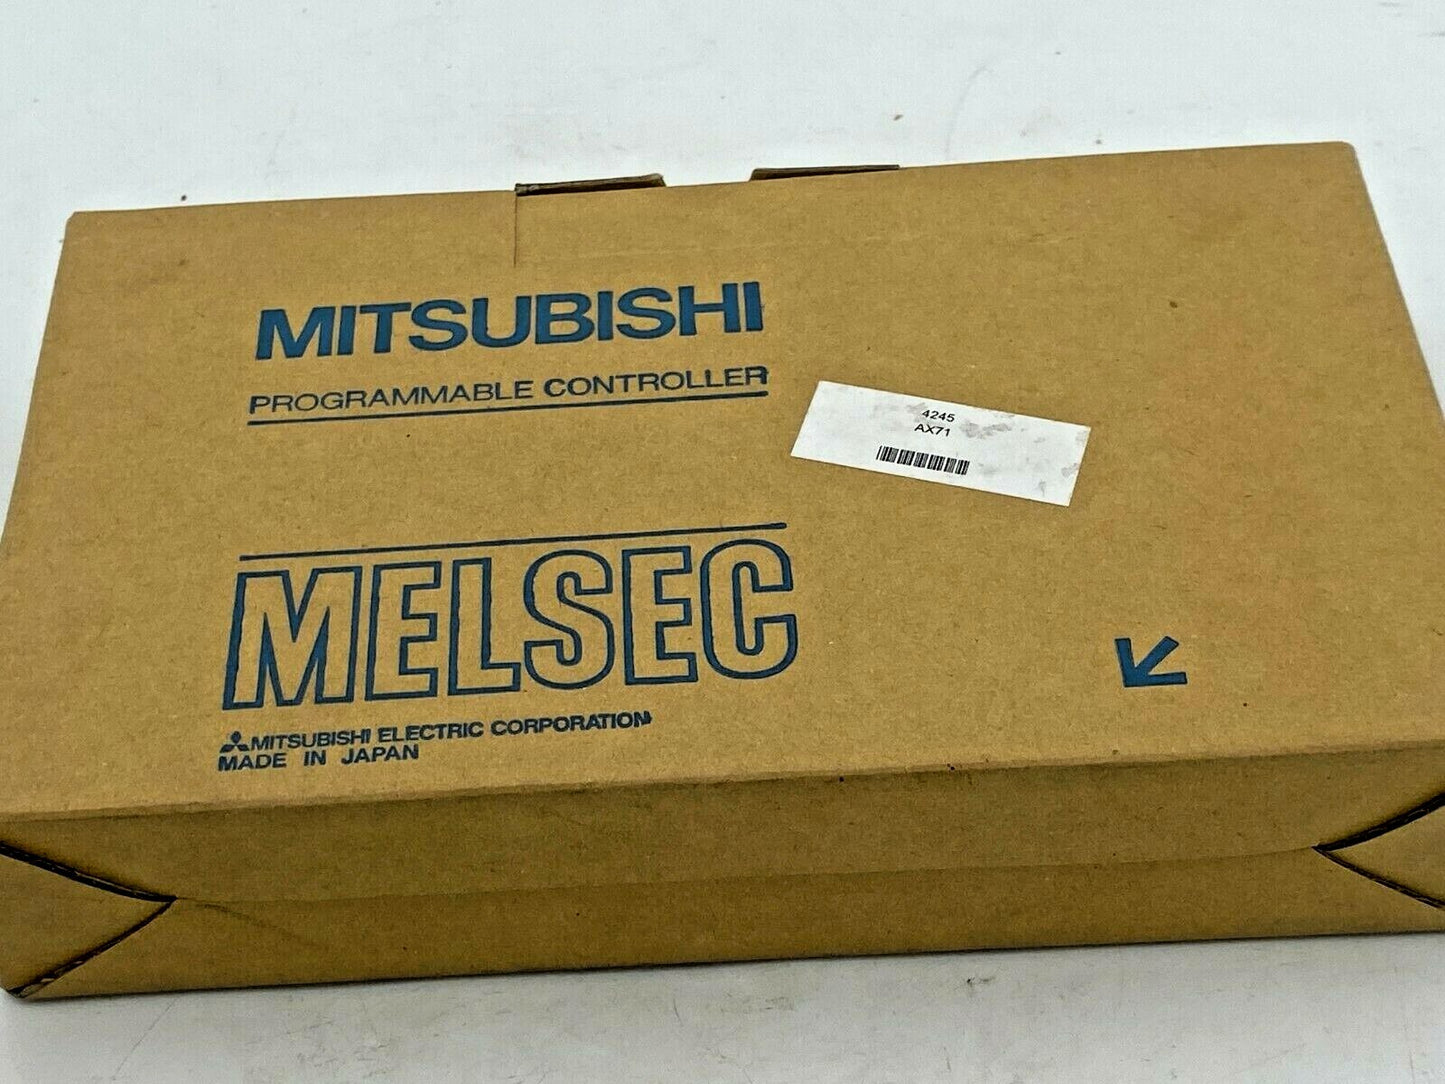 MITSUBISHI
PROGRAMMABLE CONTROLLER
4245
AX71
MELSEC
MITSUBISHI ELECTRIC CORPORATION
MADE IN JAPAN